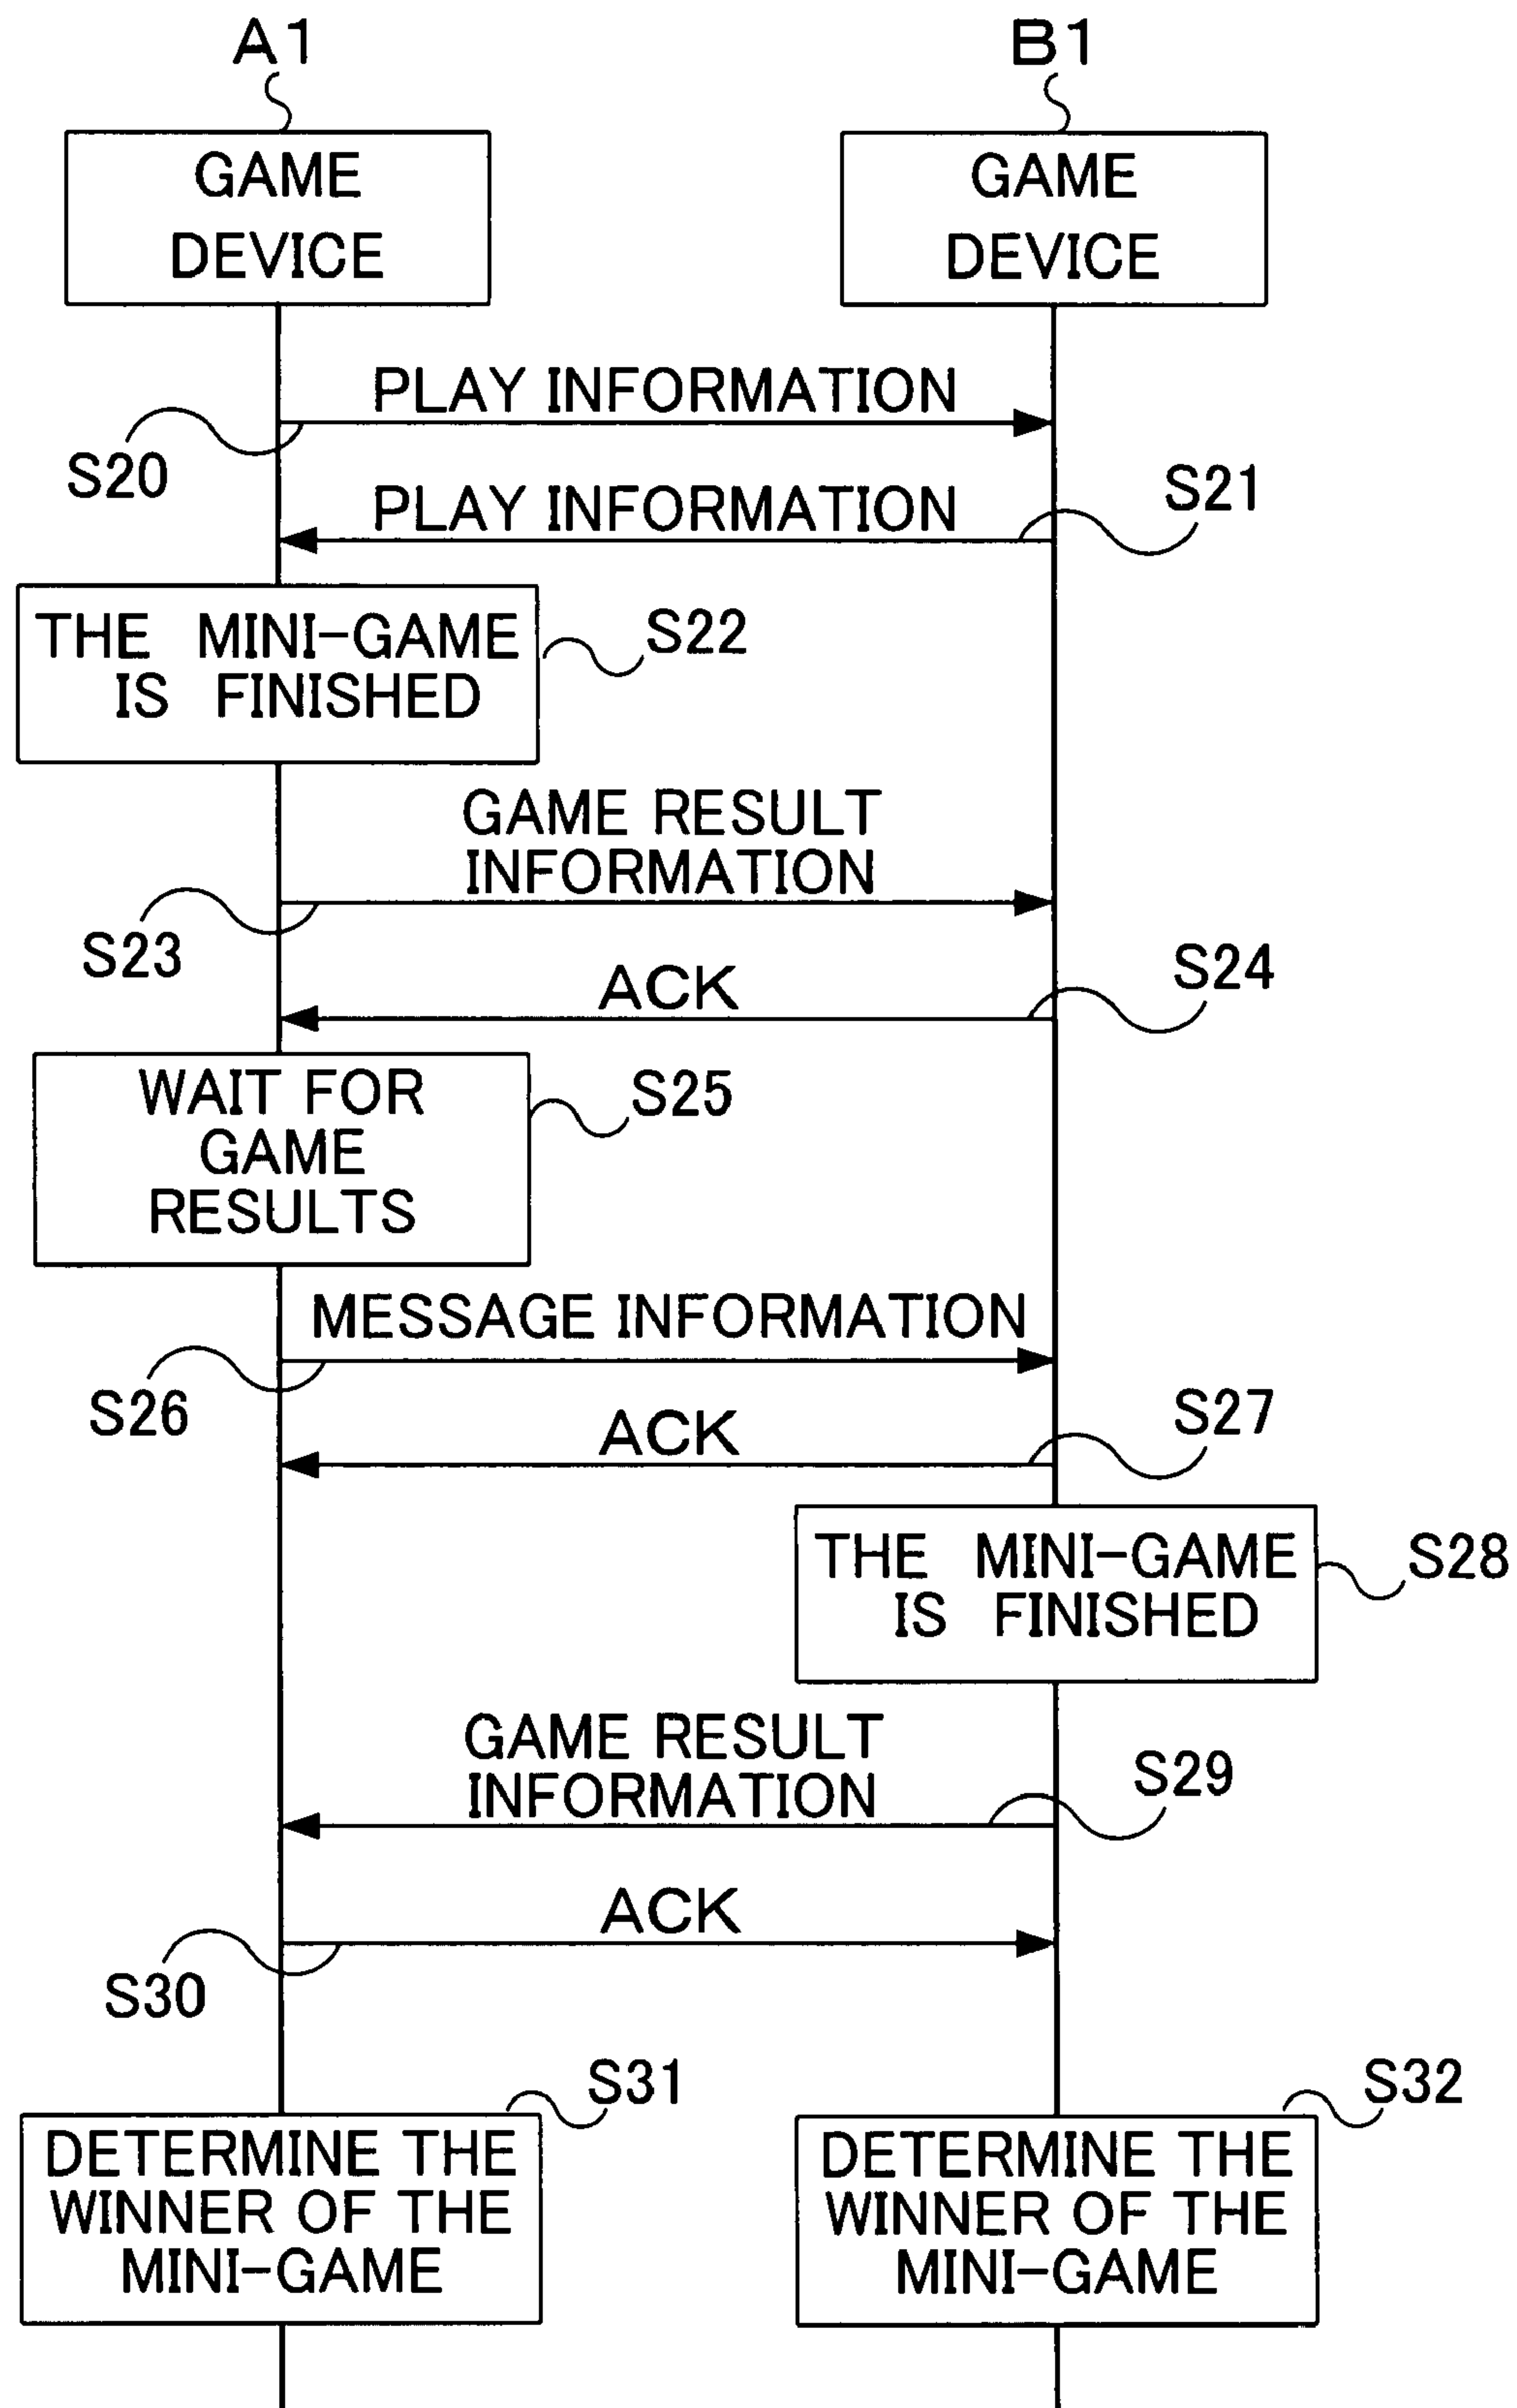 A1
B1
GAME
DEVICE
GAME
DEVICE
PLAY INFORMATION
S20
S21
PLAY INFORMATION
THE MINI-GAME
IS FINISHED
S22
GAME RESULT
INFORMATION
S23
S24
ACK
WAIT FOR
GAME
RESULTS
S25
MESSAGE INFORMATION
S26
S27
ACK
THE MINI-GAME
IS FINISHED
S28
GAME RESULT
INFORMATION
S29
ACK
S30
S31
S32
DETERMINE THE
WINNER OF THE
MINI-GAME
DETERMINE THE
WINNER OF THE
MINI-GAME